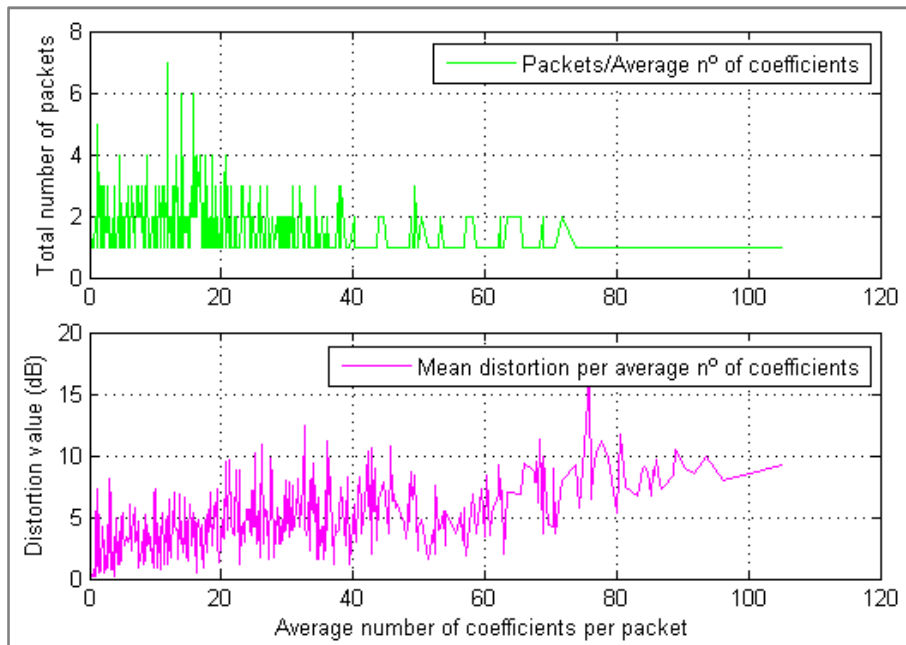 Total number of packets
8
6
4
2
0
Packets/Average nº of coefficients
0 20 40 60 80 100 120
Distortion value (dB)
20
15
10
5
0
Mean distortion per average nº of coefficients
0 20 40 60 80 100 120
Average number of coefficients per packet